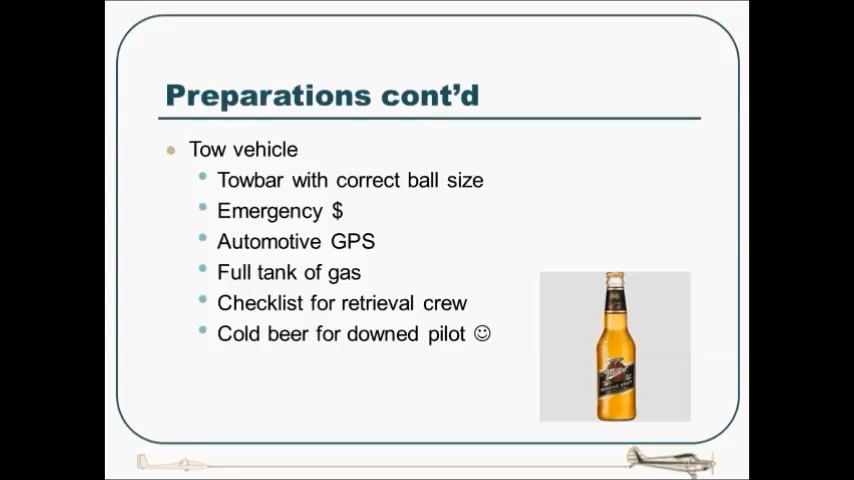 Preparations cont’d
Tow vehicle
Towbar with correct ball size
Emergency $
Automotive GPS
Full tank of gas
Checklist for retrieval crew
Cold beer for downed pilot ☺
Miller